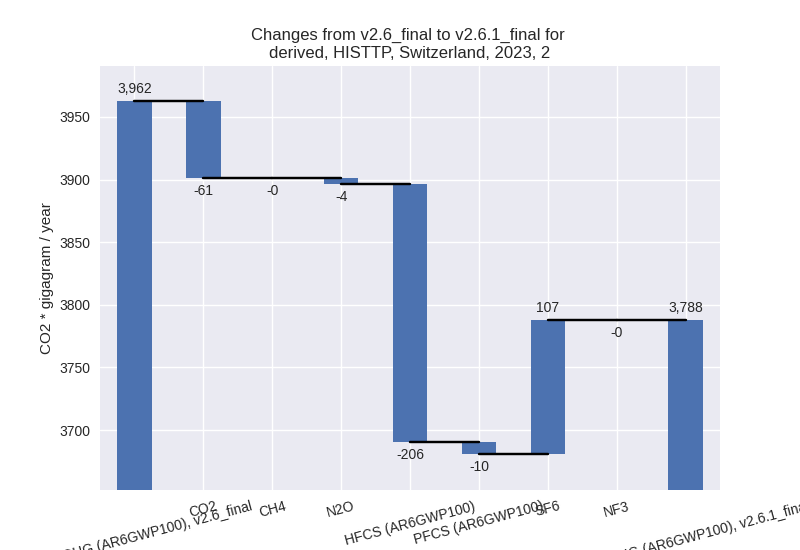 Changes from v2.6_final to v2.6.1_final for
derived, HISTTP, Switzerland, 2023, 2
CO2 * gigagram / year
3950
3900
3850
3800
3750
3700
3,962
-61
-0
-4
-206
-10
107
-0
3,788
(AR6GWP100), v2.6_final
CO2
CH4
N2O
HFCS (AR6GWP100)
PFCS (AR6GWP100)
SF6
NF3
(AR6GWP100), v2.6.1_fina